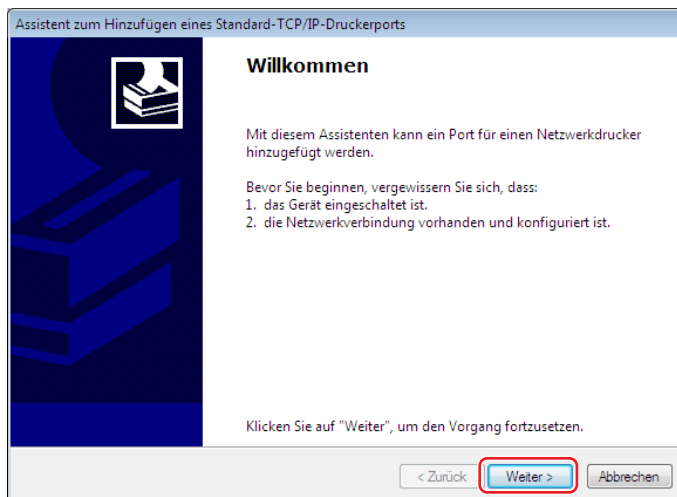 Assistent zum Hinzufügen eines Standard-TCP/IP-Druckerports
Willkommen
Mit diesem Assistenten kann ein Port für einen Netzwerkdrucker
hinzugefügt werden.
Bevor Sie beginnen, vergewissern Sie sich, dass:
1. das Gerät eingeschaltet ist.
2. die Netzwerkverbindung vorhanden und konfiguriert ist.
Klicken Sie auf "Weiter", um den Vorgang fortzusetzen.
< Zurück Weiter > Abbrechen